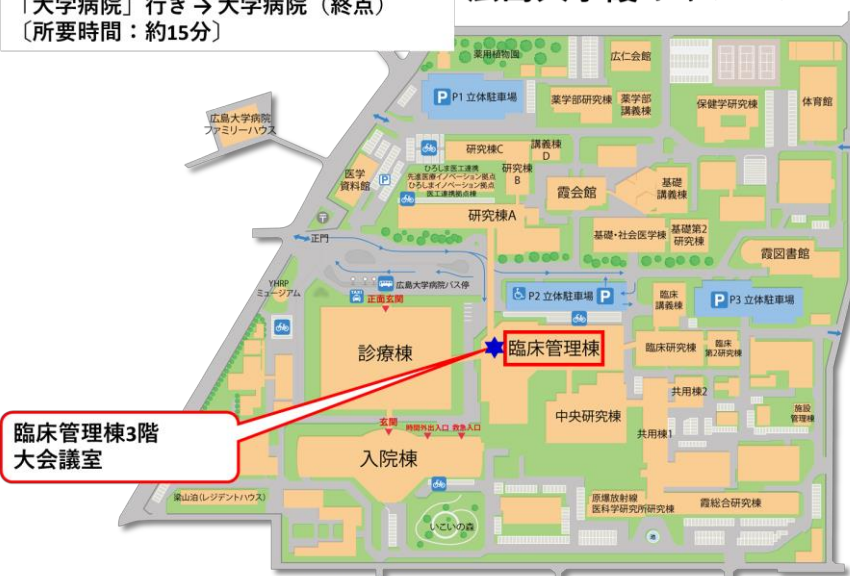 「大学病院」行き → 大学病院（終点）
〔所要時間：約15分〕
薬用植物園
広仁会館
P P1 立体駐車場
薬学部研究棟
薬学部
講義棟
保健学研究棟
体育館
広島大学病院
ファミリーハウス
研究棟C
講義棟
D
医学
資料館
P
ひろしま医工連携
先進医療イノベーション拠点
ひろしまイノベーション拠点
医工連携拠点棟
研究棟
B
霞会館
基礎
講義棟
研究棟A
基礎・社会医学棟
基礎第2
研究棟
霞図書館
正門
YHRP
ミュージアム
TAXI
広島大学病院バス停
正面玄関
P2 立体駐車場 P
臨床
講義棟
P P3 立体駐車場
診療棟
臨床管理棟
臨床研究棟
臨床
第2研究棟
共用棟2
中央研究棟
共用棟1
施設
管理棟
臨床管理棟3階
大会議室
玄関
時間外出入口
救急入口
入院棟
梁山泊(レジデントハウス)
いこいの森
原爆放射線
医科学研究所研究棟
霞総合研究棟